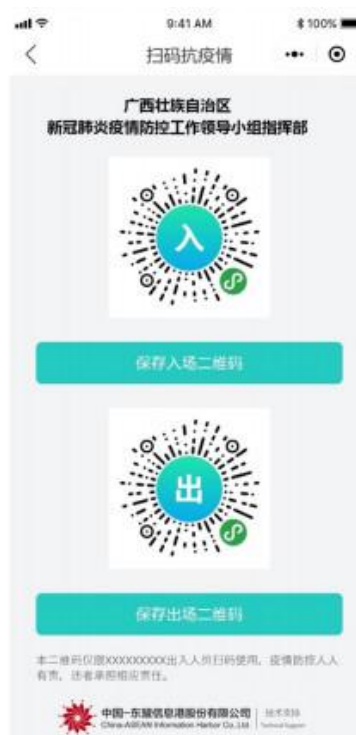 9:41 AM
100%
扫码抗疫情
广西壮族自治区
新冠肺炎疫情防控工作领导小组指挥部
入
保存入场二维码
出
保存出场二维码
本二维码仅限XXXXXXXXX出入人员扫码使用，疫情防控人人
有责，违者承担相应责任。
中国-东盟信息港股份有限公司
技术支持
China-ASEAN Information Harbor Co., Ltd
Technical Support